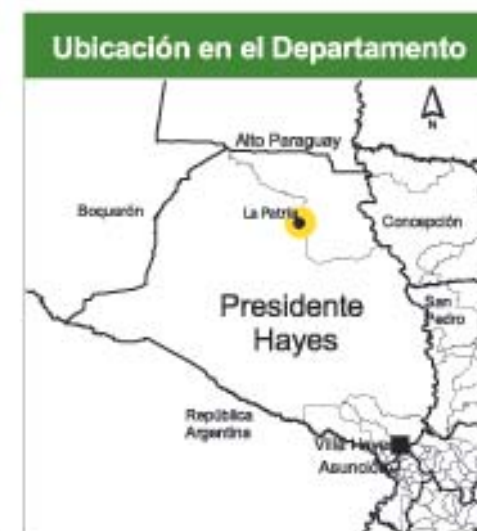 Ubicación en el Departamento
N
Alto Paraguay
Boquerón
La Patria
Concepción
San
Pedro
Presidente
Hayes
República
Argentina
Villa Hayes
Asunción